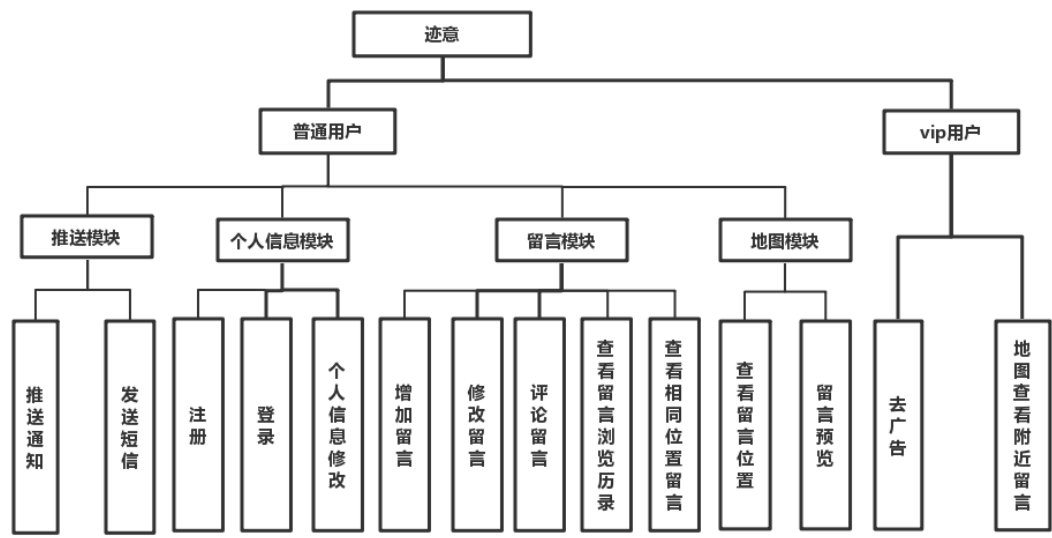 迹意
普通用户
vip用户
推送模块
个人信息模块
留言模块
地图模块
推送通知
发送短信
注册
登录
个人信息修改
增加留言
修改留言
评论留言
查看留言浏览历录
查看相同位置留言
查看留言位置
留言预览
去广告
地图查看附近留言